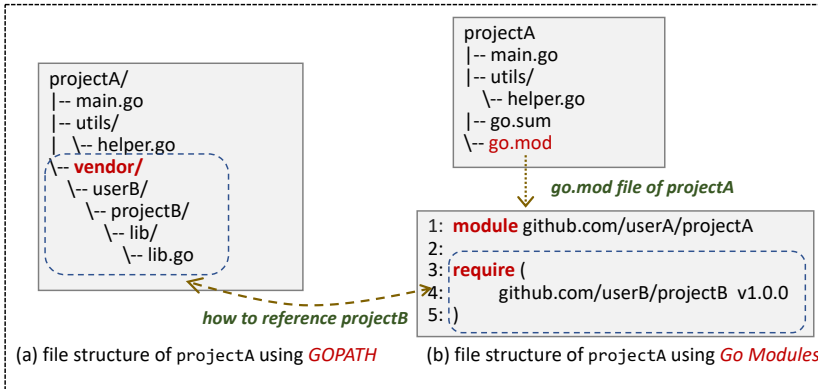 projectA/
|-- main.go
|-- utils/
| \-- helper.go
\-- vendor/
\-- userB/
\-- projectB/
\-- lib/
\-- lib.go
projectA
|-- main.go
|-- utils/
\-- helper.go
|-- go.sum
\-- go.mod
go.mod file of projectA
1: module github.com/userA/projectA
2:
3: require (
4: github.com/userB/projectB v1.0.0
5: )
how to reference projectB
(a) file structure of projectA using GOPATH
(b) file structure of projectA using Go Modules